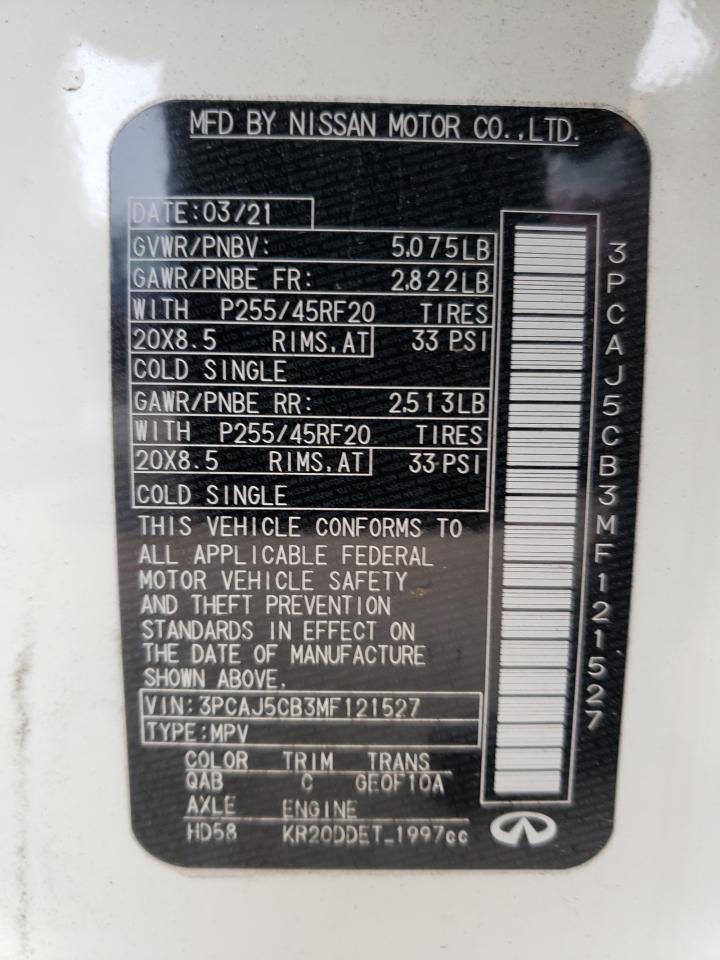 MFD BY NISSAN MOTOR CO.,LTD.
DATE:03/21
GVWR/PNBV: 5.075LB
GAWR/PNBE FR: 2.822LB
WITH P255/45RF20 TIRES
20X8.5 RIMS.AT 33 PSI
COLD SINGLE
GAWR/PNBE RR: 2.513LB
WITH P255/45RF20 TIRES
20X8.5 RIMS.AT 33 PSI
COLD SINGLE
THIS VEHICLE CONFORMS TO
ALL APPLICABLE FEDERAL
MOTOR VEHICLE SAFETY
AND THEFT PREVENTION
STANDARDS IN EFFECT ON
THE DATE OF MANUFACTURE
SHOWN ABOVE.
VIN:3PCAJ5CB3MF121527
TYPE:MPV
COLOR TRIM TRANS
QAB C GE0F10A
AXLE ENGINE
HD58 KR20DDET_1997cc
3PCAJ5CB3MF121527